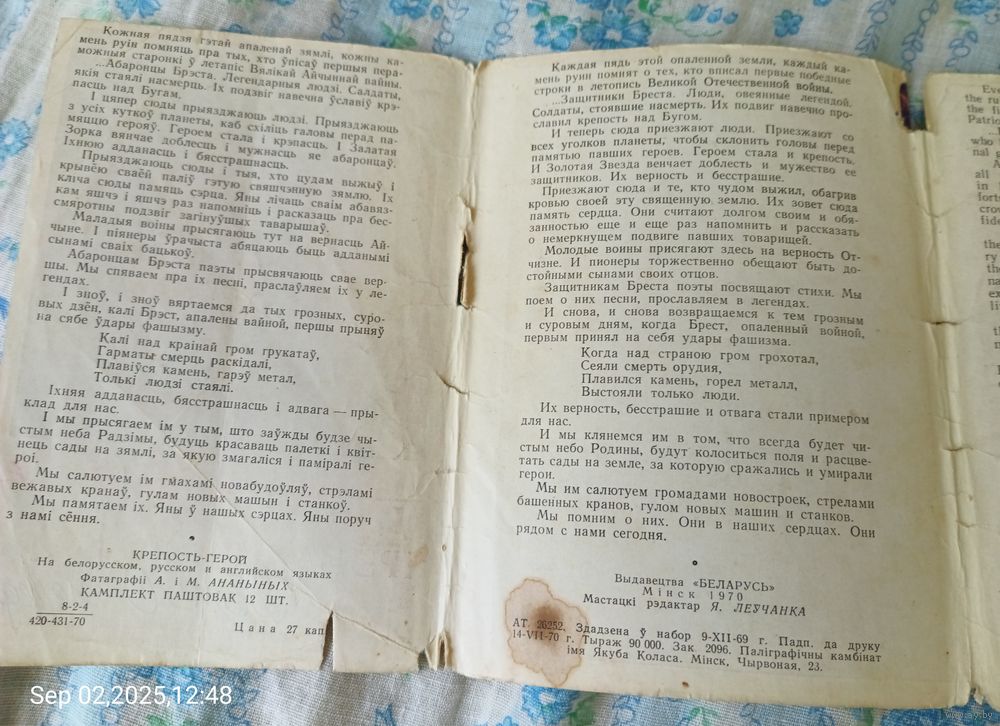 Кожная пядзя гэтай апаленай зямлі, кожны ка-
мень руін помняць пра тых, хто ўпісаў першыя пера-
можныя старонкі ў летапіс Вялікай Айчыннай вайны.
...Абаронцы Брэста. Легендарныя людзі. Салдаты,
якія стаялі насмерць. Іх подзвіг навечна ўславіў крэ-
пасць над Бугам.
І цяпер сюды прыязджаюць людзі. Прыязджаюць
з усіх куткоў планеты, каб схіліць галовы перад па-
мяццю герояў. Героем стала і крэпасць. І Залатая
Зорка вянчае доблесць і мужнасць яе абаронцаў.
Іхнюю адданасць і бясстрашнасць.
Прыязджаюць сюды і тыя, хто цудам выжыў і
крывёю сваёй паліў гэтую свяшчэнную зямлю. Іх
кліча сюды памяць сэрца. Яны лічаць сваім абавяз-
кам яшчэ і яшчэ раз напомніць і расказаць пра бес-
смяротны подзвіг загінуўшых таварышаў.
Маладыя воіны прысягаюць тут на вернасць Ай-
чыне. І піянеры ўрачыста абяцаюць быць адданымі
сынамі сваіх бацькоў.
Абаронцам Брэста паэты прысвячаюць свае вер-
шы. Мы спяваем пра іх песні, праслаўляем іх у ле-
гендах.
І зноў, і зноў вяртаемся да тых грозных, суро-
вых дзён, калі Брэст, апалены вайной, першы прыняў
на сябе ўдары фашызму.
Калі над краінай гром грукатаў,
Гарматы смерць раскідалі,
Плавіўся камень, гарэў метал,
Толькі людзі стаялі.
Іхняя адданасць, бясстрашнасць і адвага — пры-
клад для нас.
І мы прысягаем ім у тым, што заўжды будзе чы-
стым неба Радзімы, будуць красаваць палеткі і квіт-
нець сады на зямлі, за якую змагаліся і паміралі ге-
роі.
Мы салютуем ім гмахамі новабудоўляў, стрэламі
вежавых кранаў, гулам новых машын і станкоў.
Мы памятаем іх. Яны ў нашых сэрцах. Яны поруч
з намі сёння.
КРЕПОСТЬ-ГЕРОЙ
На белорусском, русском и английском языках
Фатаграфіі А. і М. АНАНЬІНЫХ
КАМПЛЕКТ ПАШТОВАК 12 ШТ.
8-2-4
420-431-70
Цана 27 кап
Каждая пядь этой опаленной земли, каждый ка-
мень руин помнят о тех, кто вписал первые победные
строки в летопись Великой Отечественной войны.
...Защитники Бреста. Люди, овеянные легендой.
Солдаты, стоявшие насмерть. Их подвиг навечно про-
славил крепость над Бугом.
И теперь сюда приезжают люди. Приезжают со
всех уголков планеты, чтобы склонить головы перед
памятью павших героев. Героем стала и крепость.
И Золотая Звезда венчает доблесть и мужество ее
защитников. Их верность и бесстрашие.
Приезжают сюда и те, кто чудом выжил, обагрив
кровью своей эту священную землю. Их зовет сюда
память сердца. Они считают долгом своим и обя-
занностью еще и еще раз напомнить и рассказать
о немеркнущем подвиге павших товарищей.
Молодые воины присягают здесь на верность От-
чизне. И пионеры торжественно обещают быть до-
стойными сынами своих отцов.
Защитникам Бреста поэты посвящают стихи. Мы
поем о них песни, прославляем в легендах.
И снова, и снова возвращаемся к тем грозным
и суровым дням, когда Брест, опаленный войной,
первым принял на себя удары фашизма.
Когда над страною гром грохотал,
Сеяли смерть орудия,
Плавился камень, горел металл,
Выстояли только люди.
Их верность, бесстрашие и отвага стали примером
для нас.
И мы клянемся им в том, что всегда будет чи-
стым небо Родины, будут колоситься поля и расцве-
тать сады на земле, за которую сражались и умирали
герои.
Мы им салютуем громадами новостроек, стрелами
башенных кранов, гулом новых машин и станков.
Мы помним о них. Они в наших сердцах. Они
рядом с нами сегодня.
Выдавецтва «БЕЛАРУСЬ»
Мінск 1970
Мастацкі рэдактар Я. ЛЕЎЧАНКА
АТ. 26252. Здадзена ў набор 9-XII-69 г. Падп. да друку
14-VII-70 г. Тыраж 90 000. Зак 2096. Паліграфічны камбінат
імя Якуба Коласа. Мінск, Чырвоная, 23.
Sep 02,2025,12:48
www.ay.by